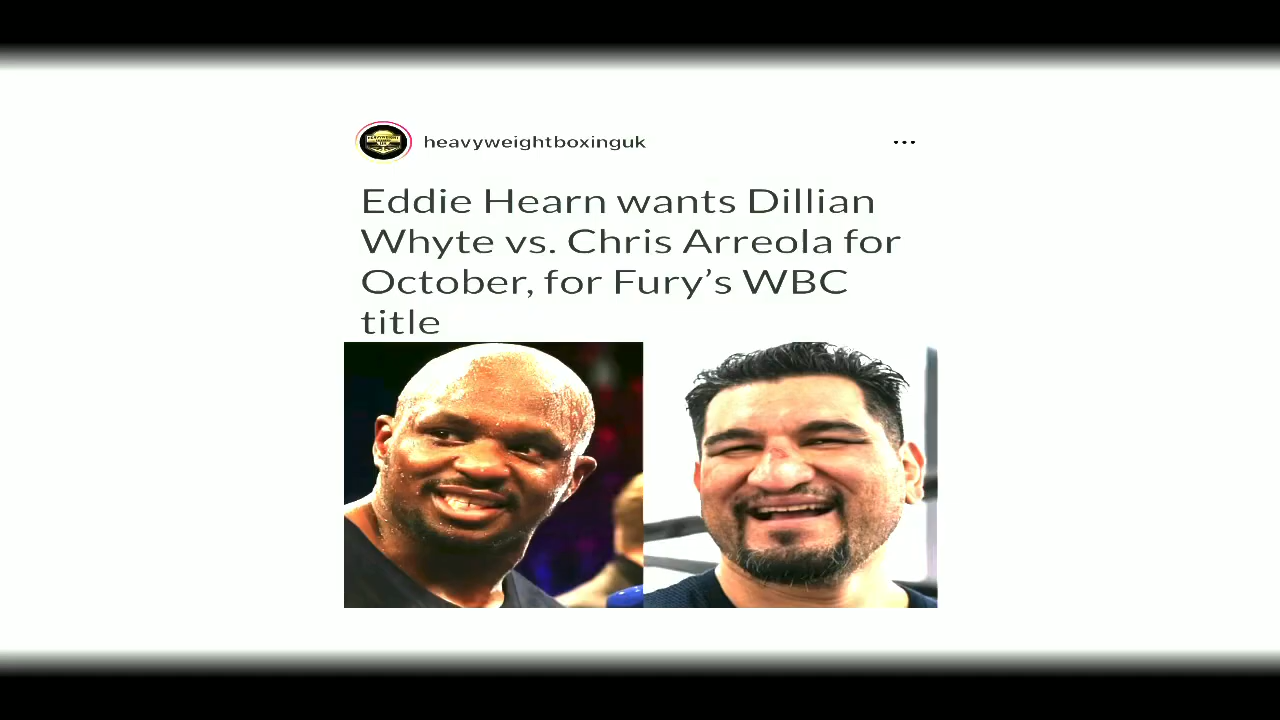 heavyweightboxinguk
Eddie Hearn wants Dillian
Whyte vs. Chris Arreola for
October, for Fury’s WBC
title